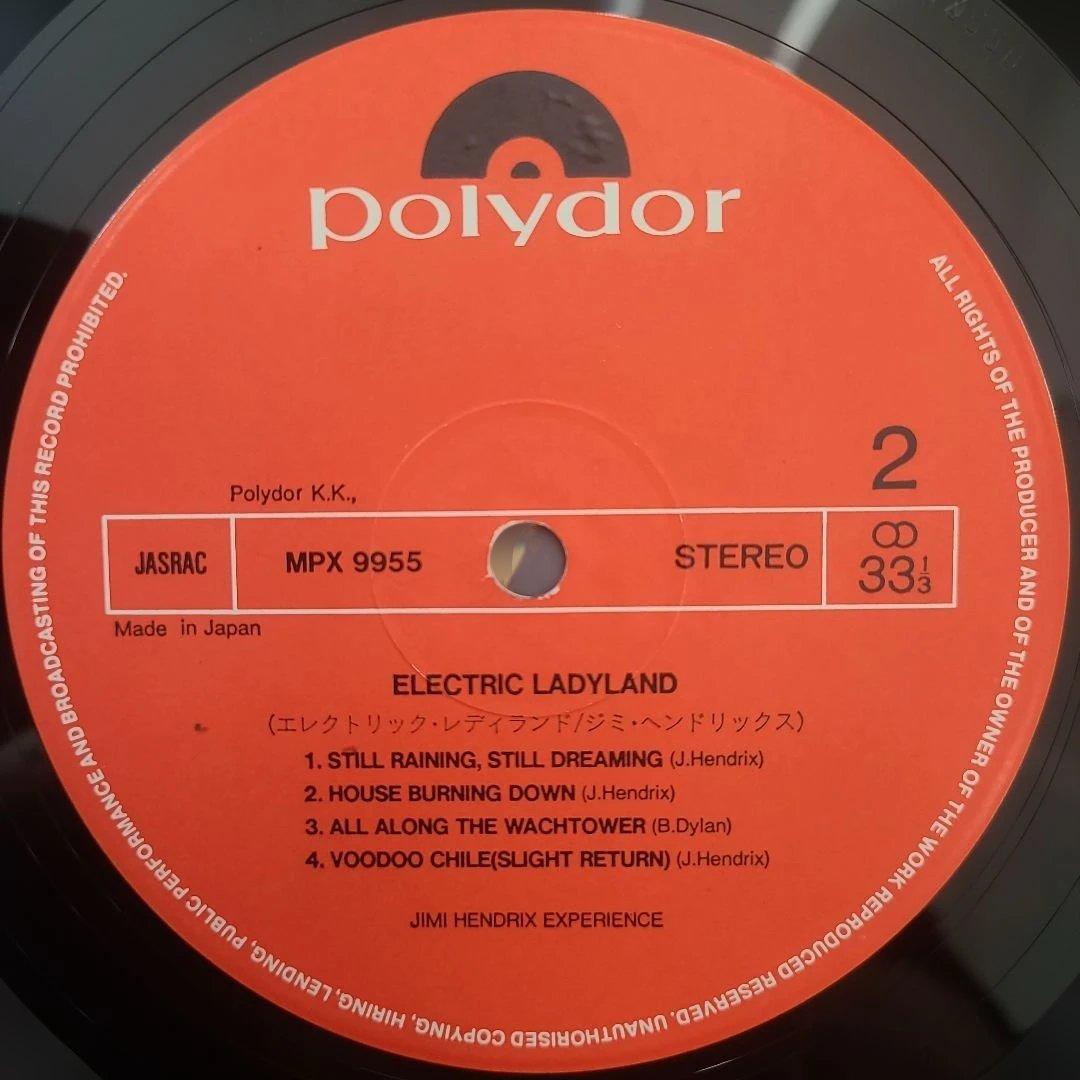 polydor
ALL RIGHTS OF THE PRODUCER AND OF THE OWNER OF THE WORK REPRODUCED RESERVED. UNAUTHORISED COPYING, HIRING, LENDING, PUBLIC PERFORMANCE AND BROADCASTING OF THIS RECORD PROHIBITED.
2
Polydor K.K.,
JASRAC MPX 9955 STEREO 33⅓
Made in Japan
ELECTRIC LADYLAND
(エレクトリック・レディランド/ジミ・ヘンドリックス)
1. STILL RAINING, STILL DREAMING (J.Hendrix)
2. HOUSE BURNING DOWN (J.Hendrix)
3. ALL ALONG THE WACHTOWER (B.Dylan)
4. VOODOO CHILE(SLIGHT RETURN) (J.Hendrix)
JIMI HENDRIX EXPERIENCE